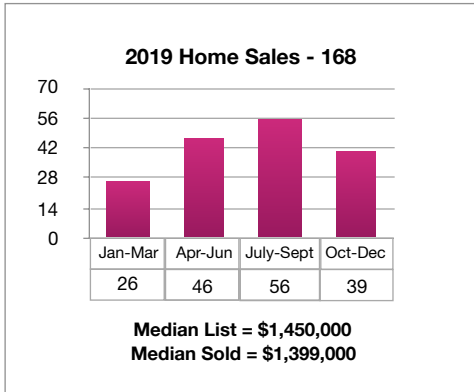 2019 Home Sales - 168
70
56
42
28
14
0
Jan-Mar Apr-Jun July-Sept Oct-Dec
26 46 56 39
Median List = $1,450,000
Median Sold = $1,399,000